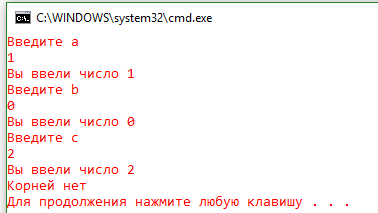 C:\WINDOWS\system32\cmd.exe
Введите a
1
Вы ввели число 1
Введите b
0
Вы ввели число 0
Введите c
2
Вы ввели число 2
Корней нет
Для продолжения нажмите любую клавишу . . .